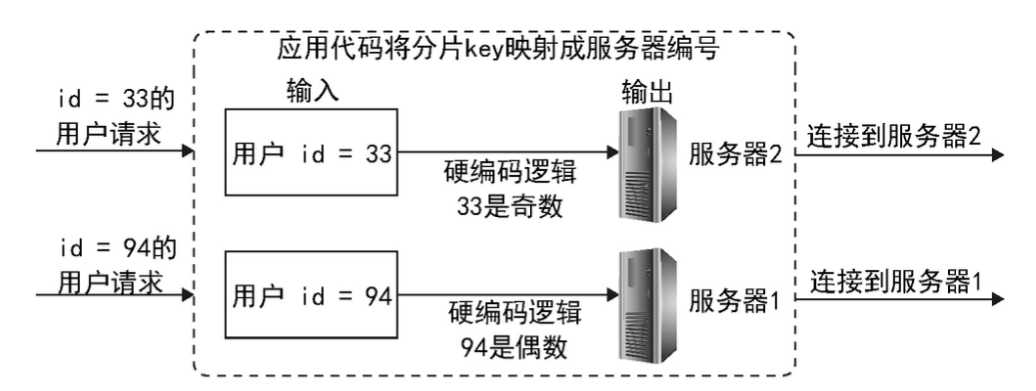 应用代码将分片key映射成服务器编号
输入
输出
id = 33的
用户请求
用户 id = 33
硬编码逻辑
33是奇数
服务器2
连接到服务器2
id = 94的
用户请求
用户 id = 94
硬编码逻辑
94是偶数
服务器1
连接到服务器1